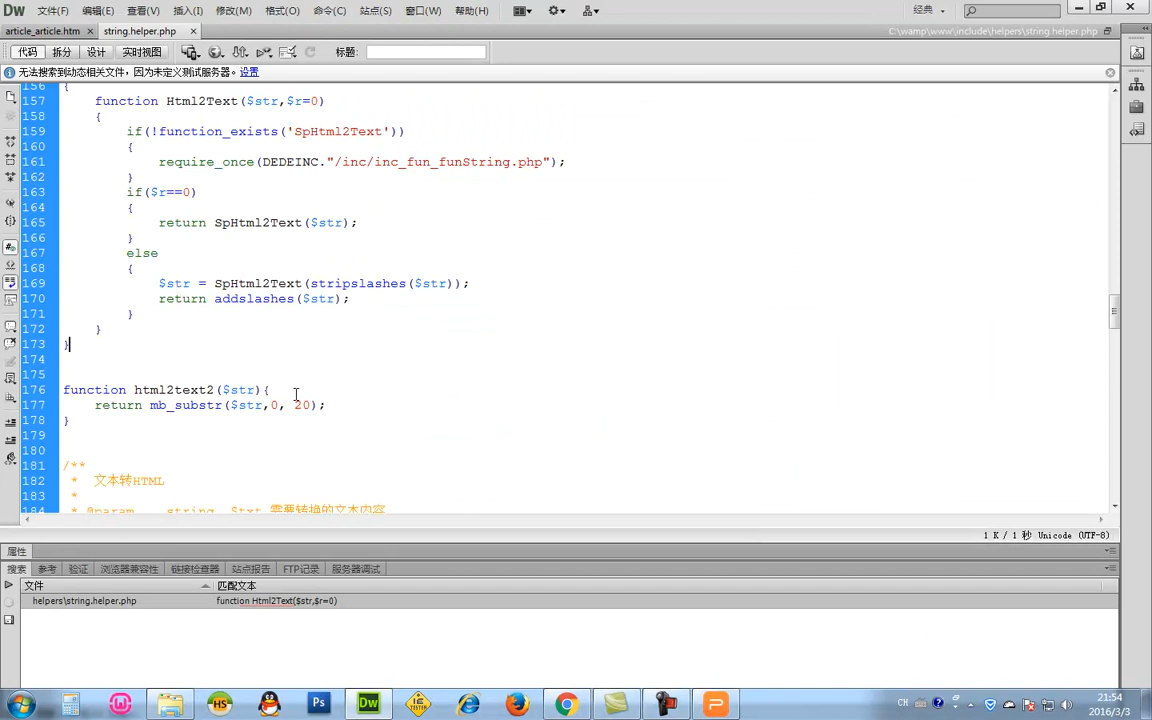 Dw 文件(F) 编辑(E) 查看(V) 插入(I) 修改(M) 格式(O) 命令(C) 站点(S) 窗口(W) 帮助(H) 经典
article_article.htm × string.helper.php × C:\wamp\www\include\helpers\string.helper.php
代码 拆分 设计 实时视图 标题:
无法搜索到动态相关文件，因为未定义测试服务器。 设置
156 {
157 function Html2Text($str,$r=0)
158 {
159 if(!function_exists('SpHtml2Text'))
160 {
161 require_once(DEDEINC."/inc/inc_fun_funString.php");
162 }
163 if($r==0)
164 {
165 return SpHtml2Text($str);
166 }
167 else
168 {
169 $str = SpHtml2Text(stripslashes($str));
170 return addslashes($str);
171 }
172 }
173 }
174
175
176 function html2text2($str){
177 return mb_substr($str,0, 20);
178 }
179
180
181 /**
182 * 文本转HTML
183 *
184 * @param string $txt 需要转换的文本内容
1 K / 1 秒 Unicode (UTF-8)
属性
搜索 参考 验证 浏览器兼容性 链接检查器 站点报告 FTP记录 服务器调试
文件 匹配文本
helpers\string.helper.php function Html2Text($str,$r=0)
HS Ps Dw IE TESTER P CH 21:54
2016/3/3